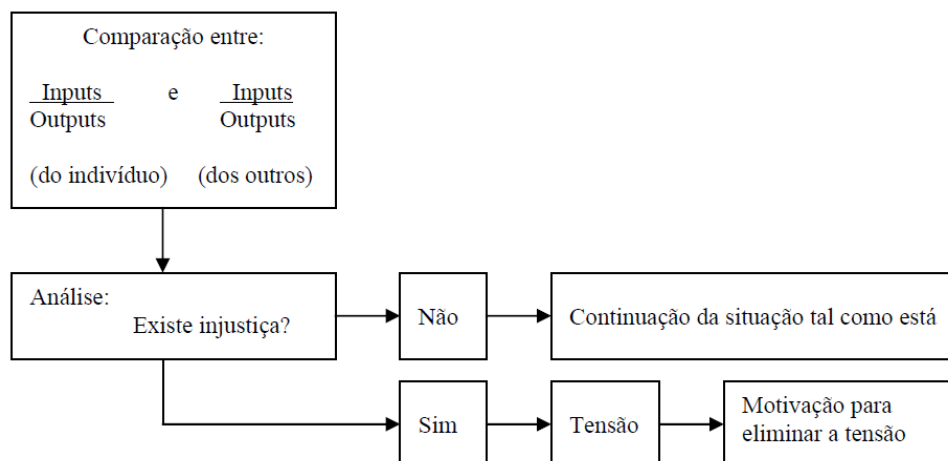 Comparação entre:
Inputs e Inputs
Outputs Outputs
(do indivíduo) (dos outros)
Análise:
Existe injustiça?
Não
Continuação da situação tal como está
Sim
Tensão
Motivação para
eliminar a tensão